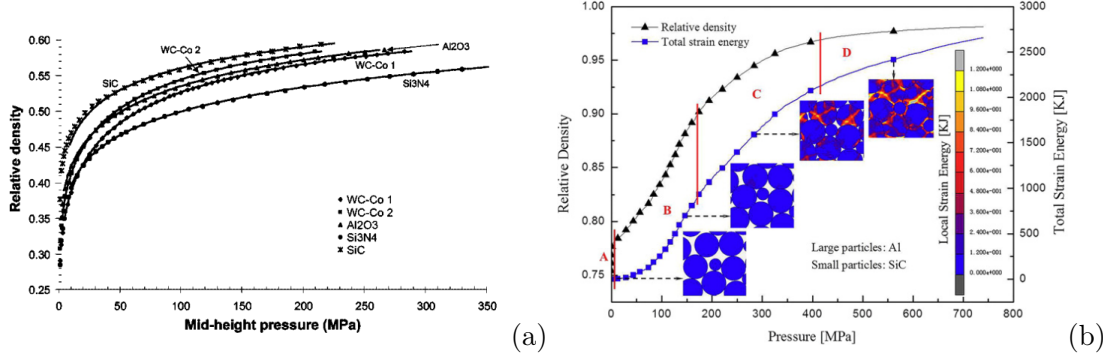 0.60
0.55
0.50
0.45
0.40
0.35
0.30
0.25
Relative density
0
50
100
150
200
250
300
350
Mid-height pressure (MPa)
WC-Co 2
SiC
Al2O3
WC-Co 1
Si3N4
WC-Co 1
WC-Co 2
Al2O3
Si3N4
SiC
(a)
1.00
0.95
0.90
0.85
0.80
0.75
Relative Density
Relative density
Total strain energy
A
B
C
D
Large particles: Al
Small particles: SiC
0
100
200
300
400
500
600
700
800
Pressure [MPa]
Local Strain Energy [KJ]
1.200e+000
1.080e+000
9.600e-001
8.400e-001
7.200e-001
6.000e-001
4.800e-001
3.600e-001
2.400e-001
1.200e-001
0.000e+000
3000
2500
2000
1500
1000
500
0
Total Strain Energy [KJ]
(b)